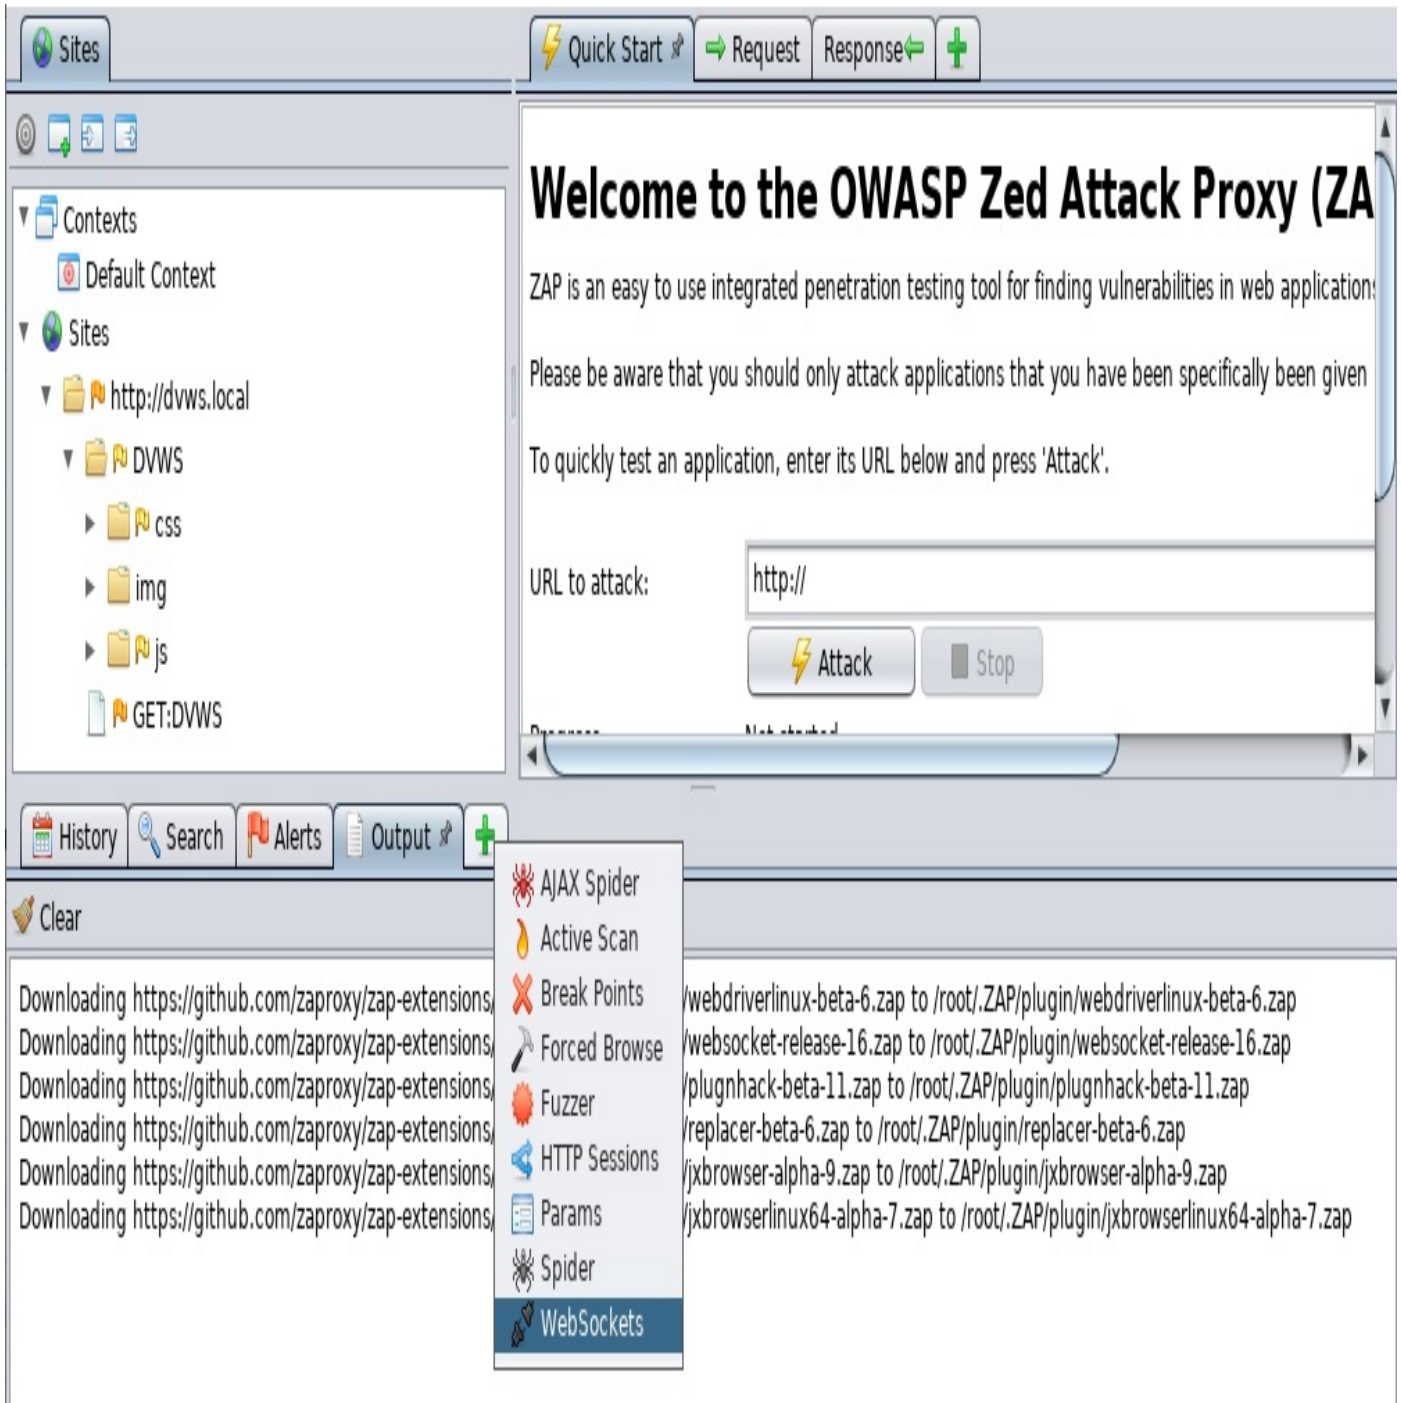 Sites
Quick Start
Request
Response
Contexts
Default Context
Sites
http://dvws.local
DVWS
css
img
js
GET:DVWS
Welcome to the OWASP Zed Attack Proxy (ZA
ZAP is an easy to use integrated penetration testing tool for finding vulnerabilities in web applications
Please be aware that you should only attack applications that you have been specifically been given
To quickly test an application, enter its URL below and press 'Attack'.
URL to attack:
http://
Attack
Stop
Progress
Not started
History
Search
Alerts
Output
Clear
AJAX Spider
Active Scan
Break Points
Forced Browse
Fuzzer
HTTP Sessions
Params
Spider
WebSockets
Downloading https://github.com/zaproxy/zap-extensions/ /webdriverlinux-beta-6.zap to /root/.ZAP/plugin/webdriverlinux-beta-6.zap
Downloading https://github.com/zaproxy/zap-extensions/ /websocket-release-16.zap to /root/.ZAP/plugin/websocket-release-16.zap
Downloading https://github.com/zaproxy/zap-extensions/ /plugnhack-beta-11.zap to /root/.ZAP/plugin/plugnhack-beta-11.zap
Downloading https://github.com/zaproxy/zap-extensions/ /replacer-beta-6.zap to /root/.ZAP/plugin/replacer-beta-6.zap
Downloading https://github.com/zaproxy/zap-extensions/ /jxbrowser-alpha-9.zap to /root/.ZAP/plugin/jxbrowser-alpha-9.zap
Downloading https://github.com/zaproxy/zap-extensions/ /jxbrowserlinux64-alpha-7.zap to /root/.ZAP/plugin/jxbrowserlinux64-alpha-7.zap